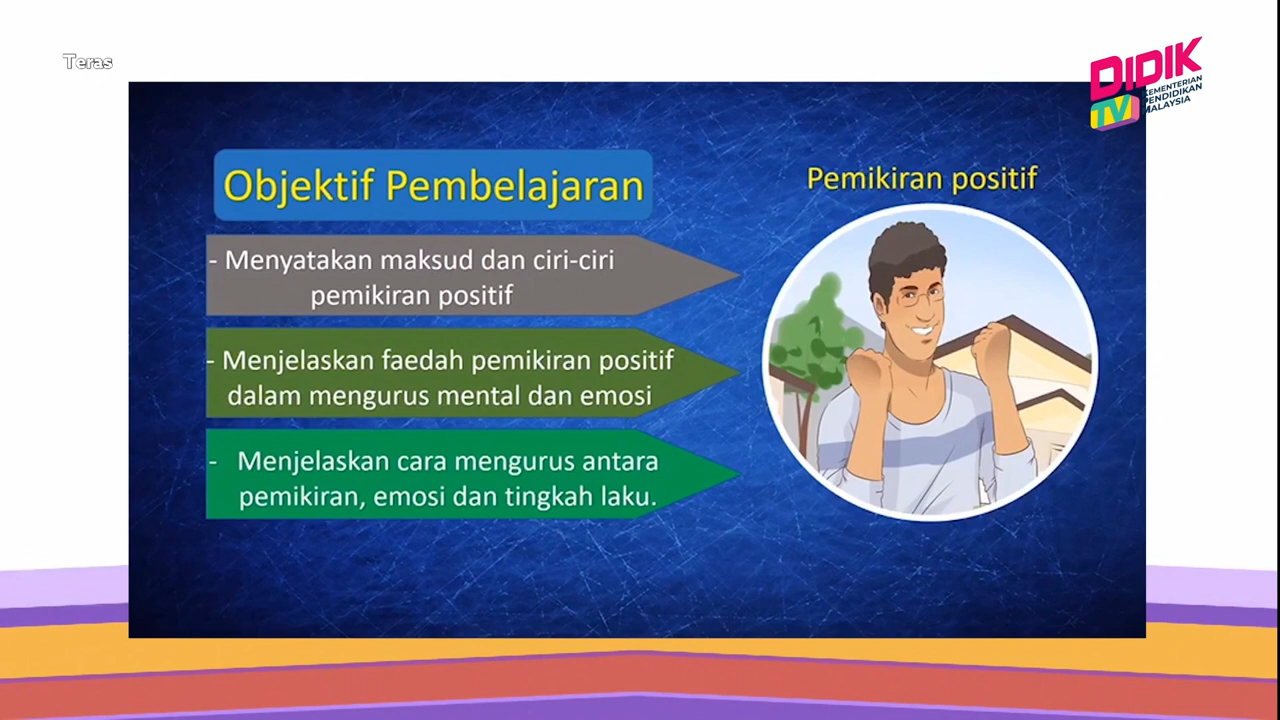 Teras
DIDIK
TV
KEMENTERIAN
PENDIDIKAN
MALAYSIA
Objektif Pembelajaran
- Menyatakan maksud dan ciri-ciri
pemikiran positif
- Menjelaskan faedah pemikiran positif
dalam mengurus mental dan emosi
- Menjelaskan cara mengurus antara
pemikiran, emosi dan tingkah laku.
Pemikiran positif